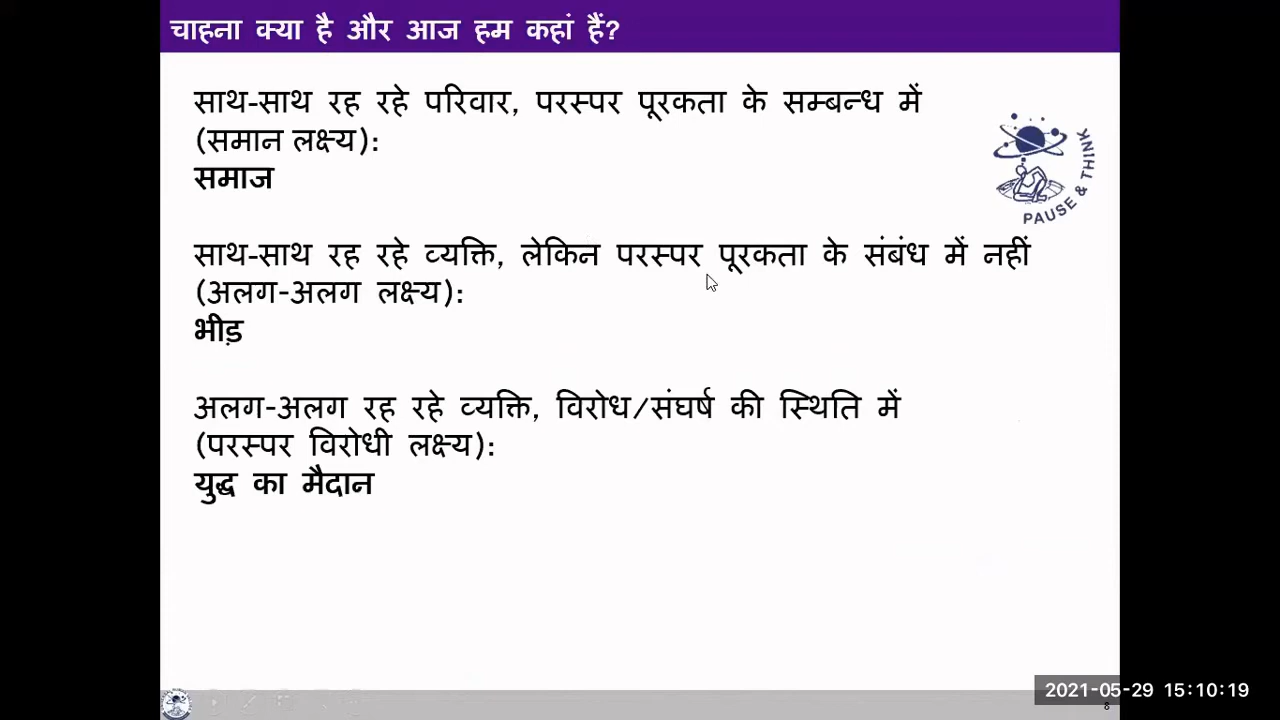 चाहना क्या है और आज हम कहां हैं?
साथ-साथ रह रहे परिवार, परस्पर पूरकता के सम्बन्ध में
(समान लक्ष्य):
समाज
PAUSE & THINK
साथ-साथ रह रहे व्यक्ति, लेकिन परस्पर पूरकता के संबंध में नहीं
(अलग-अलग लक्ष्य):
भीड़
अलग-अलग रह रहे व्यक्ति, विरोध/संघर्ष की स्थिति में
(परस्पर विरोधी लक्ष्य):
युद्ध का मैदान
2021-05-29 15:10:19
8